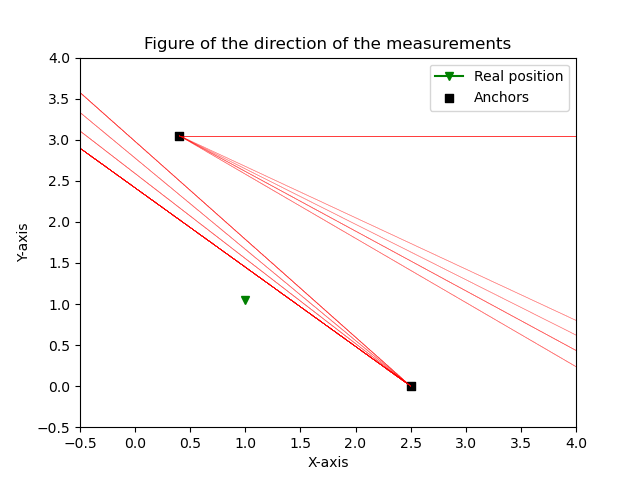 Figure of the direction of the measurements
4.0
3.5
3.0
2.5
2.0
1.5
1.0
0.5
0.0
−0.5
Y-axis
Real position
Anchors
−0.5 0.0 0.5 1.0 1.5 2.0 2.5 3.0 3.5 4.0
X-axis